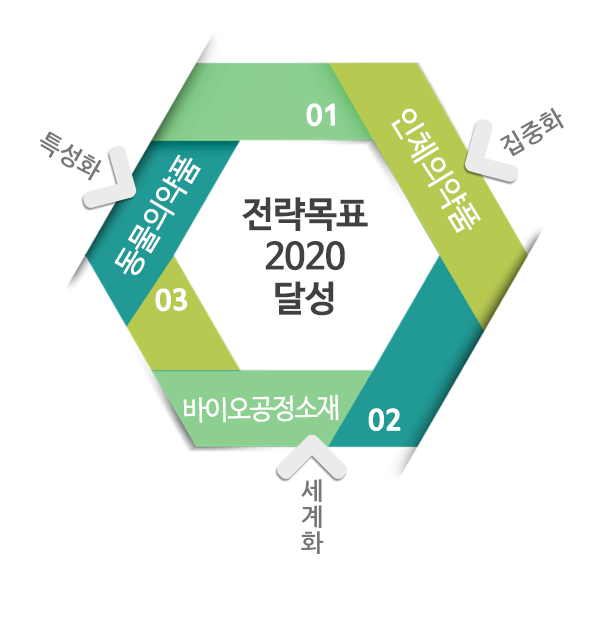 01
인체의약품
집중화
특성화
동물의약품
전략목표
2020
달성
03
바이오공정소재
02
세
계
화